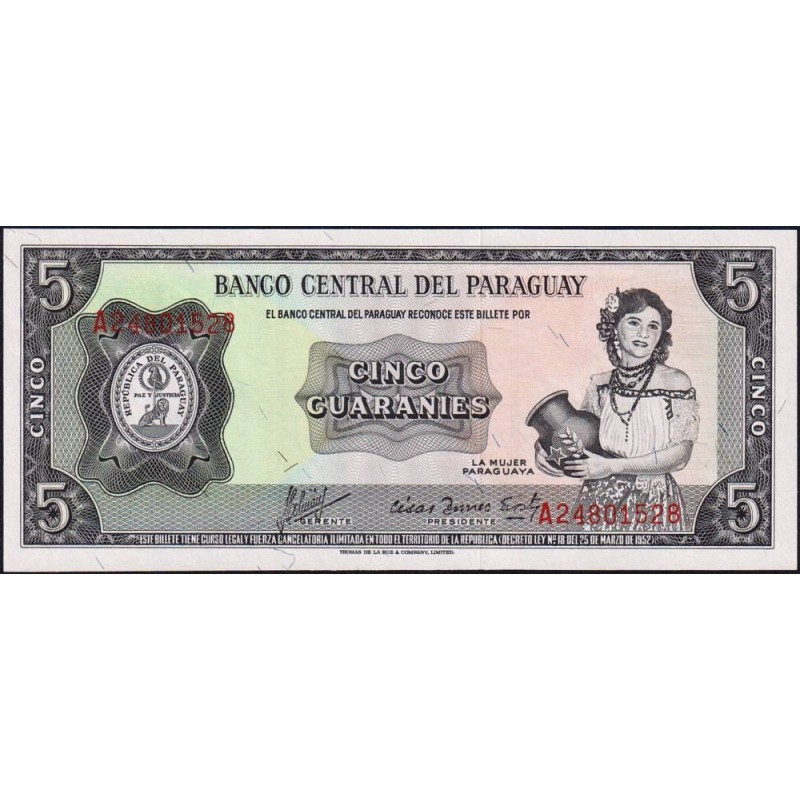 5
5
BANCO CENTRAL DEL PARAGUAY
EL BANCO CENTRAL DEL PARAGUAY RECONOCE ESTE BILLETE POR
A24801528
REPÚBLICA DEL PARAGUAY
PAZ Y JUSTICIA
CINCO
CINCO
GUARANIES
CINCO
LA MUJER
PARAGUAYA
5
GERENTE
PRESIDENTE
A24801528
5
ESTE BILLETE TIENE CURSO LEGAL Y FUERZA CANCELATORIA ILIMITADA EN TODO EL TERRITORIO DE LA REPUBLICA (DECRETO LEY Nº 18 DEL 25 DE MARZO DE 1952)
THOMAS DE LA RUE & COMPANY, LIMITED.